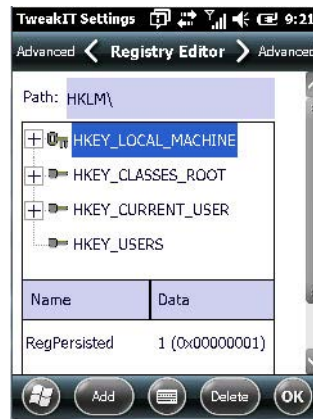 TweakIT Settings 9:21
Advanced Registry Editor Advanced
Path: HKLM\
HKEY_LOCAL_MACHINE
HKEY_CLASSES_ROOT
HKEY_CURRENT_USER
HKEY_USERS
Name Data
RegPersisted 1 (0x00000001)
Add Delete OK